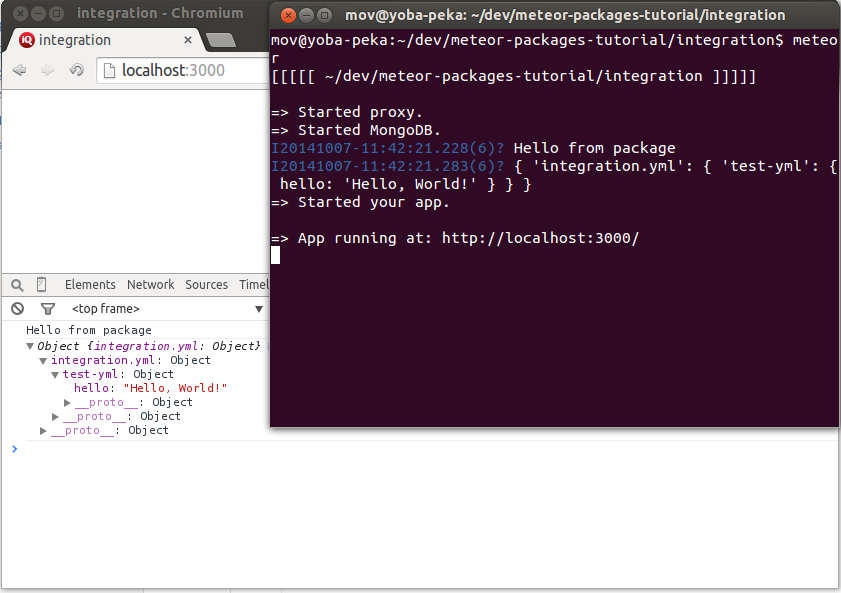 integration - Chromium
iQ integration ×
localhost:3000
Elements Network Sources Timel
<top frame> ▼
Hello from package
▼Object {integration.yml: Object}
▼integration.yml: Object
▼test-yml: Object
hello: "Hello, World!"
▶__proto__: Object
▶__proto__: Object
▶__proto__: Object
>
mov@yoba-peka: ~/dev/meteor-packages-tutorial/integration
mov@yoba-peka:~/dev/meteor-packages-tutorial/integration$ meteo
r
[[[[[ ~/dev/meteor-packages-tutorial/integration ]]]]]
=> Started proxy.
=> Started MongoDB.
I20141007-11:42:21.228(6)? Hello from package
I20141007-11:42:21.283(6)? { 'integration.yml': { 'test-yml': {
hello: 'Hello, World!' } } }
=> Started your app.
=> App running at: http://localhost:3000/